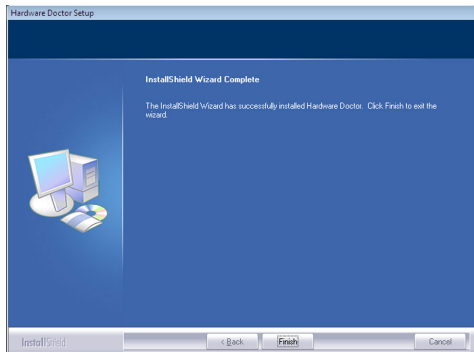 Hardware Doctor Setup
InstallShield Wizard Complete
The InstallShield Wizard has successfully installed Hardware Doctor. Click Finish to exit the
wizard.
InstallShield
< Back
Finish
Cancel